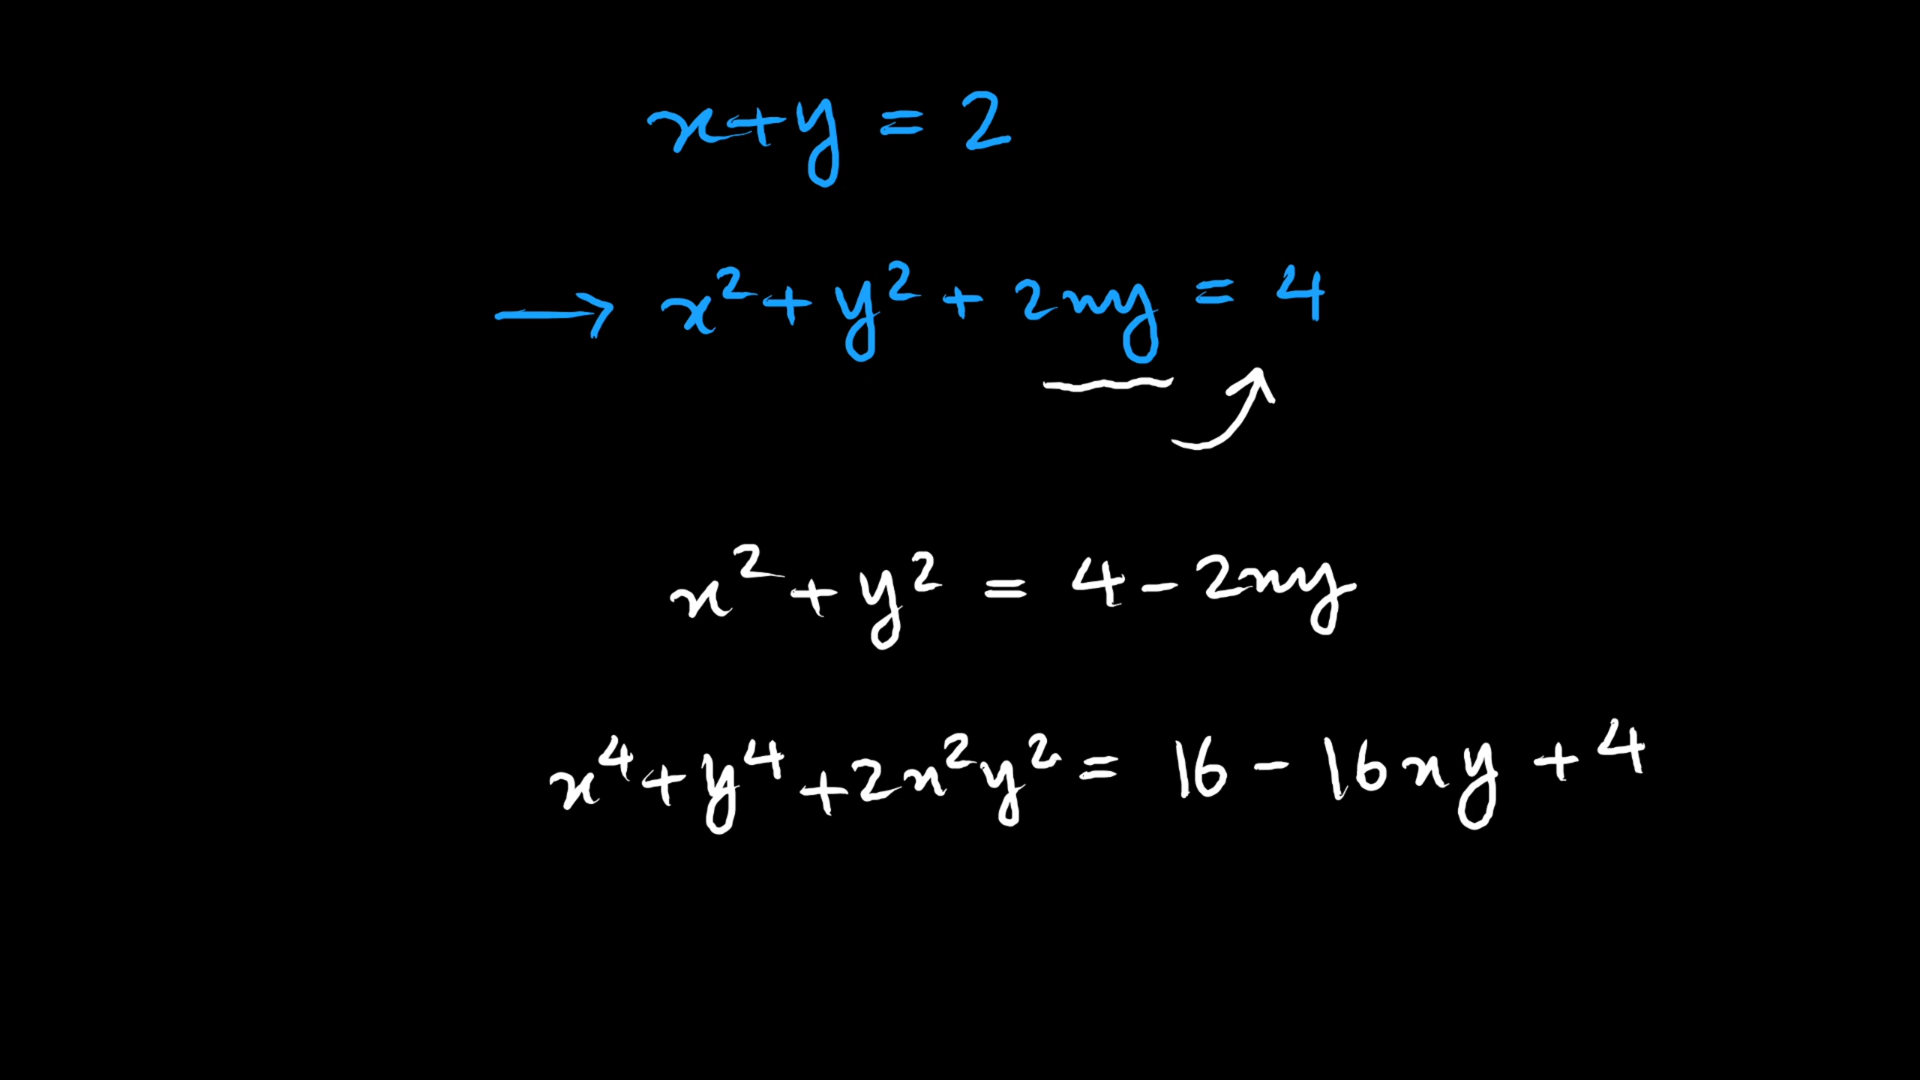 x+y = 2
→ x²+ y² + 2xy = 4
x² + y² = 4 - 2xy
x⁴ + y⁴ + 2x²y² = 16 - 16xy + 4